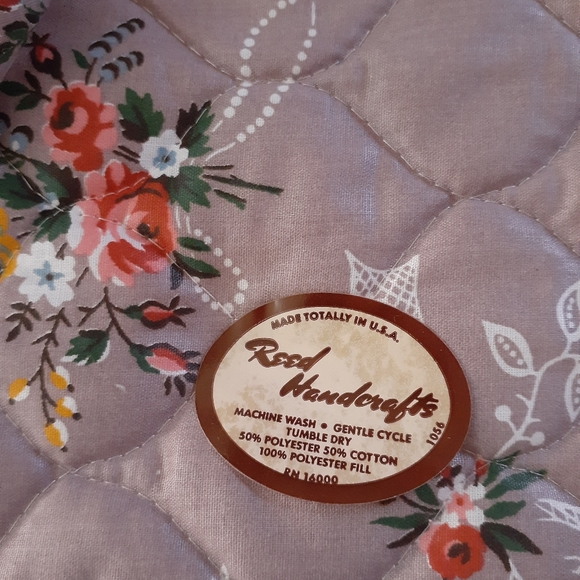 MADE TOTALLY IN U.S.A.
Reed
Handcrafts
MACHINE WASH • GENTLE CYCLE
TUMBLE DRY
50% POLYESTER 50% COTTON
100% POLYESTER FILL
RN 16000
1056